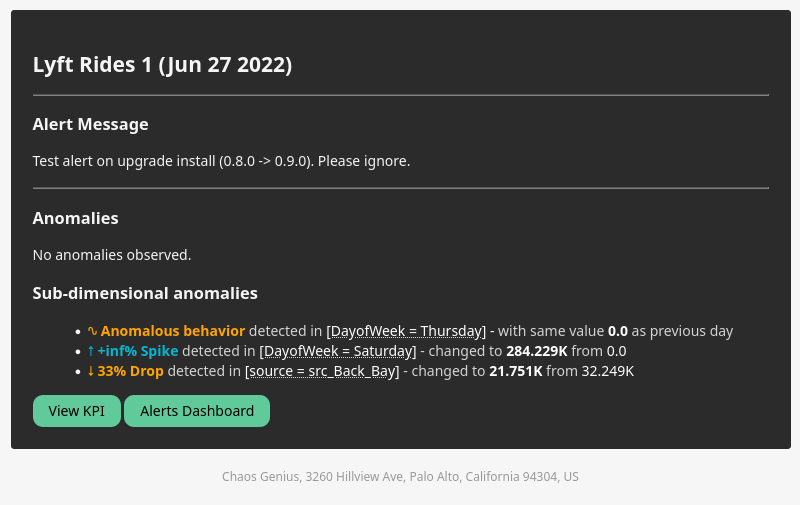 Lyft Rides 1 (Jun 27 2022)
Alert Message
Test alert on upgrade install (0.8.0 -> 0.9.0). Please ignore.
Anomalies
No anomalies observed.
Sub-dimensional anomalies
• ∿ Anomalous behavior detected in [DayofWeek = Thursday] - with same value 0.0 as previous day
• ↑ +inf% Spike detected in [DayofWeek = Saturday] - changed to 284.229K from 0.0
• ↓ 33% Drop detected in [source = src_Back_Bay] - changed to 21.751K from 32.249K
View KPI Alerts Dashboard
Chaos Genius, 3260 Hillview Ave, Palo Alto, California 94304, US